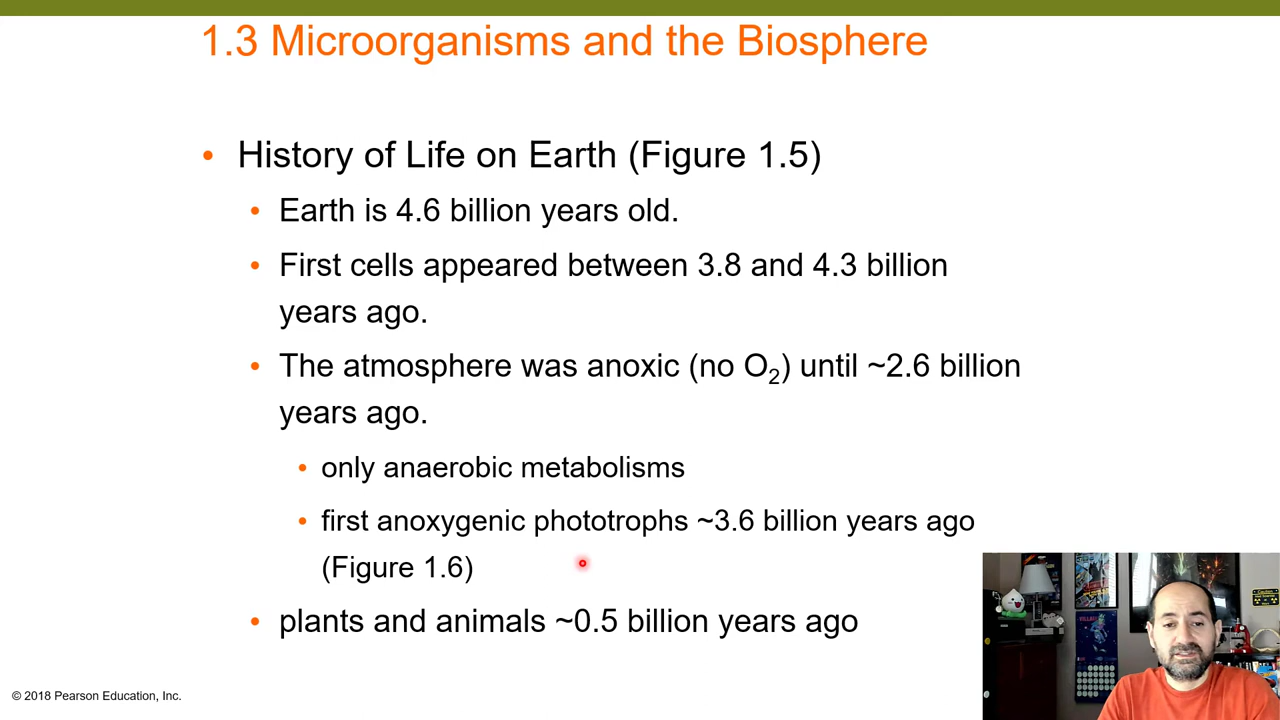 1.3 Microorganisms and the Biosphere
• History of Life on Earth (Figure 1.5)
• Earth is 4.6 billion years old.
• First cells appeared between 3.8 and 4.3 billion
years ago.
• The atmosphere was anoxic (no O₂) until ~2.6 billion
years ago.
• only anaerobic metabolisms
• first anoxygenic phototrophs ~3.6 billion years ago
(Figure 1.6)
• plants and animals ~0.5 billion years ago
© 2018 Pearson Education, Inc.